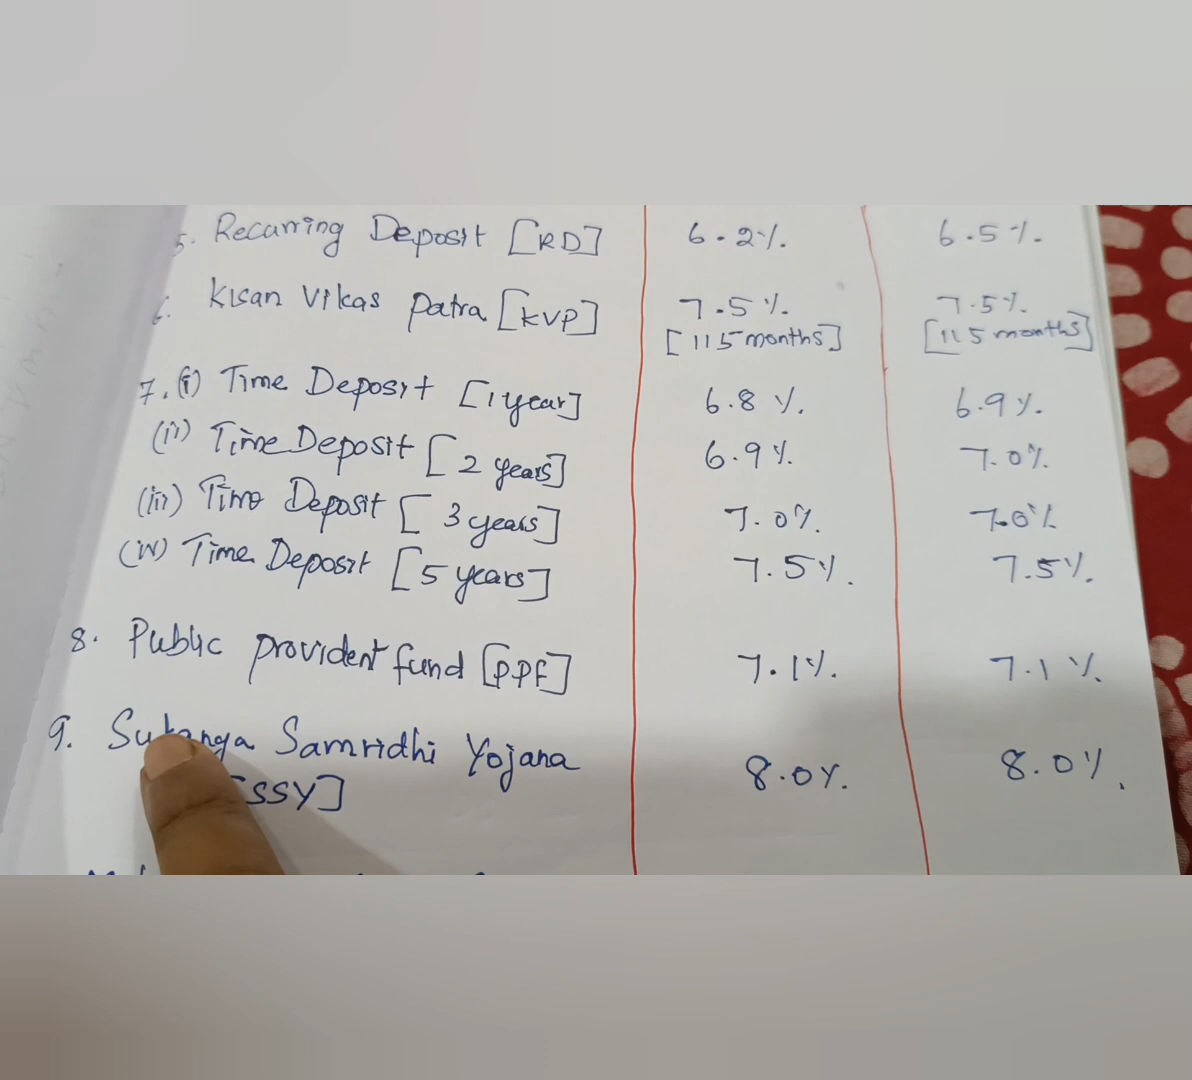 5. Recurring Deposit [RD] 6.2%. 6.5%.
6. Kisan Vikas Patra [KVP] 7.5%. 7.5%.
[115 months] [115 months]
7. (i) Time Deposit [1 year] 6.8%. 6.9%.
(ii) Time Deposit [2 years] 6.9%. 7.0%.
(iii) Time Deposit [3 years] 7.0%. 7.0%
(iv) Time Deposit [5 years] 7.5%. 7.5%.
8. Public provident fund [PPF] 7.1%. 7.1%.
9. Sukanya Samridhi Yojana 8.0%. 8.0%.
[SSY]